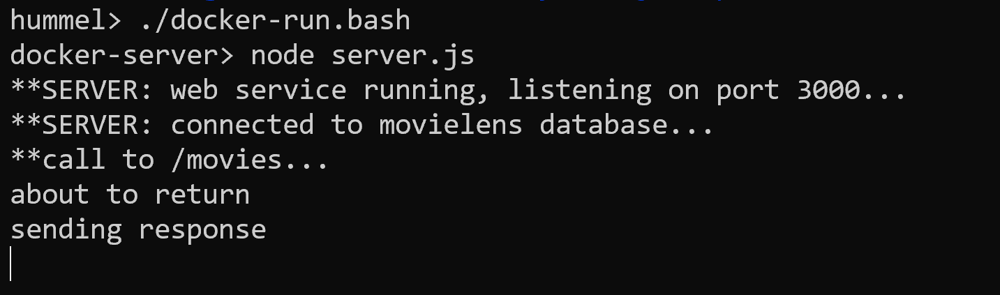 hummel> ./docker-run.bash
docker-server> node server.js
**SERVER: web service running, listening on port 3000...
**SERVER: connected to movielens database...
**call to /movies...
about to return
sending response